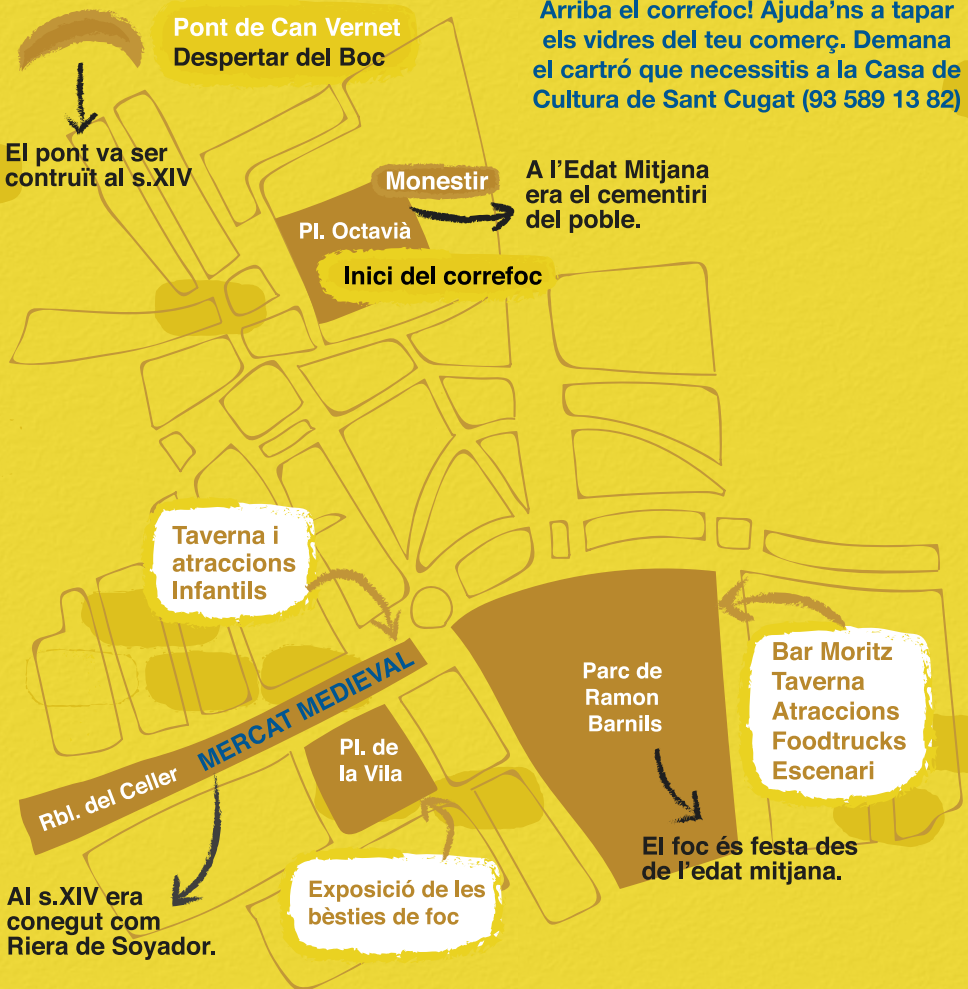 Pont de Can Vernet
Despertar del Boc
Arriba el correfoc! Ajuda'ns a tapar
els vidres del teu comerç. Demana
el cartró que necessitis a la Casa de
Cultura de Sant Cugat (93 589 13 82)
El pont va ser
contruït al s.XIV
Monestir
A l'Edat Mitjana
era el cementiri
del poble.
Pl. Octavià
Inici del correfoc
Taverna i
atraccions
Infantils
Bar Moritz
Taverna
Atraccions
Foodtrucks
Escenari
Parc de
Ramon
Barnils
MERCAT MEDIEVAL
Rbl. del Celler
Pl. de
la Vila
El foc és festa des
de l'edat mitjana.
Exposició de les
bèsties de foc
Al s.XIV era
conegut com
Riera de Soyador.